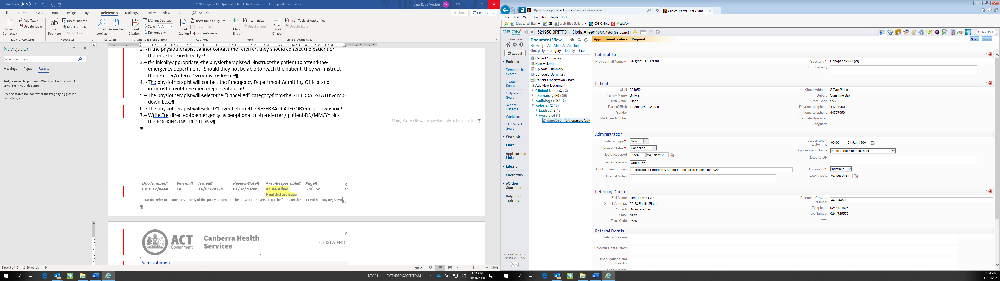 AutoSave Off
2020 Triaging of Outpatient Referrals for Consult with Orthopaedic Specialists
Vine, Katie (Health) VK
File Home Insert Draw Design Layout References Mailings Review View Help Search
Share Comments
Table of Contents
Add Text
Update Table
Table of Contents
ab1
Insert Footnote
Insert Endnote
Next Footnote
Show Notes
Footnotes
Smart Lookup
Researcher
Research
Insert Citation
Manage Sources
Style: APA
Bibliography
Citations & Bibliography
Insert Caption
Insert Table of Figures
Update Table
Cross-reference
Captions
Mark Entry
Insert Index
Update Index
Index
Mark Citation
Insert Table of Authorities
Update Table
Table of Authorities
Navigation
Search document
Headings Pages Results
Text, comments, pictures... Word can find just about
anything in your document.
Use the search box for text or the magnifying glass for
everything else.
2.→ If·the·physiotherapist·cannot·contact·the·referrer,·they·should·contact·the·patient·or·
their·next·of·kin·directly.·¶
3.→ If·clinically·appropriate,·the·physiotherapist·will·instruct·the·patient·to·attend·the·
emergency·department.··Should·they·not·be·able·to·reach·the·patient,·they·will·instruct·
the·referrer/referrer's·rooms·to·do·so.··¶
4.→ The·physiotherapist·will·contact·the·Emergency·Department·Admitting·Officer·and·
inform·them·of·the·expected·presentation·¶
5.→ The·physiotherapist·will·select·the·“Cancelled”·category·from·the·REFERRAL·STATUS·drop·
down·box.¶
6.→ The·physiotherapist·will·select·“Urgent”·from·the·REFERRAL·CATEGORY·drop·down·box·¶
7.→ Write·”re-directed·to·emergency·as·per·phone·call·to·referrer·/·patient·DD/MM/YY”·in·
the·BOOKING·INSTRUCTIONS¶
¶
Vine, Katie (He... As·per·the·next·section·for·ortho·re
Doc·Number¤ Version¤ Issued¤ Review·Date¤ Area·Responsible¤ Page¤ ¤
CHHS17/044¤ 1¤ 16/03/2017¤ 01/02/2020¤ Acute·Allied·
Health·Services¤ 3·of·15¤ ¤
Do·not·refer·to·a·paper·based·copy·of·this·policy·document.·The·most·current·version·can·be·found·on·the·ACT·Health·Policy·Register¤ ¤
¶
ACT
Government
Canberra Health
Services
¤
CHHS17/044¤
¤
¶
Administration
Page 3 of 15 2126 words
Focus 130%
KTV (H:) EXTENDED SCOPE TEAM
1:44 PM
30/01/2020
http://clinicalportal.act.gov.au/concerto/Concerto.htm
Clinical Portal - Katie Vine
File Edit View Favorites Tools Help
Suggested Sites CIS Web Slice Gallery CIG Online MedWay
ORION
HEALTH
321950 BRITTON, Gloria Aileen 10/04/1950 (69 years) F
30-Jan, 13:44
Katie Vine
Logout
Patients
Demographic Search
Inpatient Search
Outpatient Search
Recent Patients
Worklists
ED Patient Search
Worklists
Links
Applications Links
Library
eReferrals
eOrders Searches
Help and Training
You last logged in
29-Jan-20 15:06
Document View
Showing All Mark All As Read
Group By Category Sort By Date
Patient Summary
New Referral
Episode Summary
Schedule Summary
Patient Observation Chart
Add New Document
Clinical Notes (3 / 3)
Laboratory (90 / 90)
Radiology (15 / 15)
Referral (2 / 3)
Expired (2 / 2)
Registered (1)
24-Jan-2020 Orthopaedic Surg
Appointment Referral Request
Save Cancel
Referral To
Provider Full Name* DR Igor POLICINSKI
Specialty* Orthopaedic Surgery
Sub Specialty
Patient
URN 321950
Family Name Britton
Given Name Gloria
Date of Birth 10-Apr-1950 12:00 a.m.
Gender
Medicare Number
Street Address 3 Eyre Place
Suburb Sunshine Bay
Post Code 2536
Daytime telephone 44727050
Home telephone 44727050
Interpreter Required
Language
Administration
Referral Type* New
Referral Status* Cancelled
Date Received 09:24 24-Jan-2020
Triage Category Urgent
Booking Instructions re-directed to Emergency as per phone call to patient 15/01/20
Internal Notes
Appointment Date/Time 00:00 01-Jan-1900
Appointment Status Need to book appointment
Notes to GP
Expires In* Indefinite
Expiry Date 24-Jan-2040
Referring Doctor
Full Name Himmat MOOND
Street Address 26-28 Pacific Street
Suburb Batemans Bay
State NSW
Post Code 2536
Referrer's Provider Number 440644AH
Telephone 0244724626
Fax Number 0244725575
Email
Referral Details
Referral Reason
Relevant Past History
Investigations and Results
Other Details
1:44 PM
30/01/2020